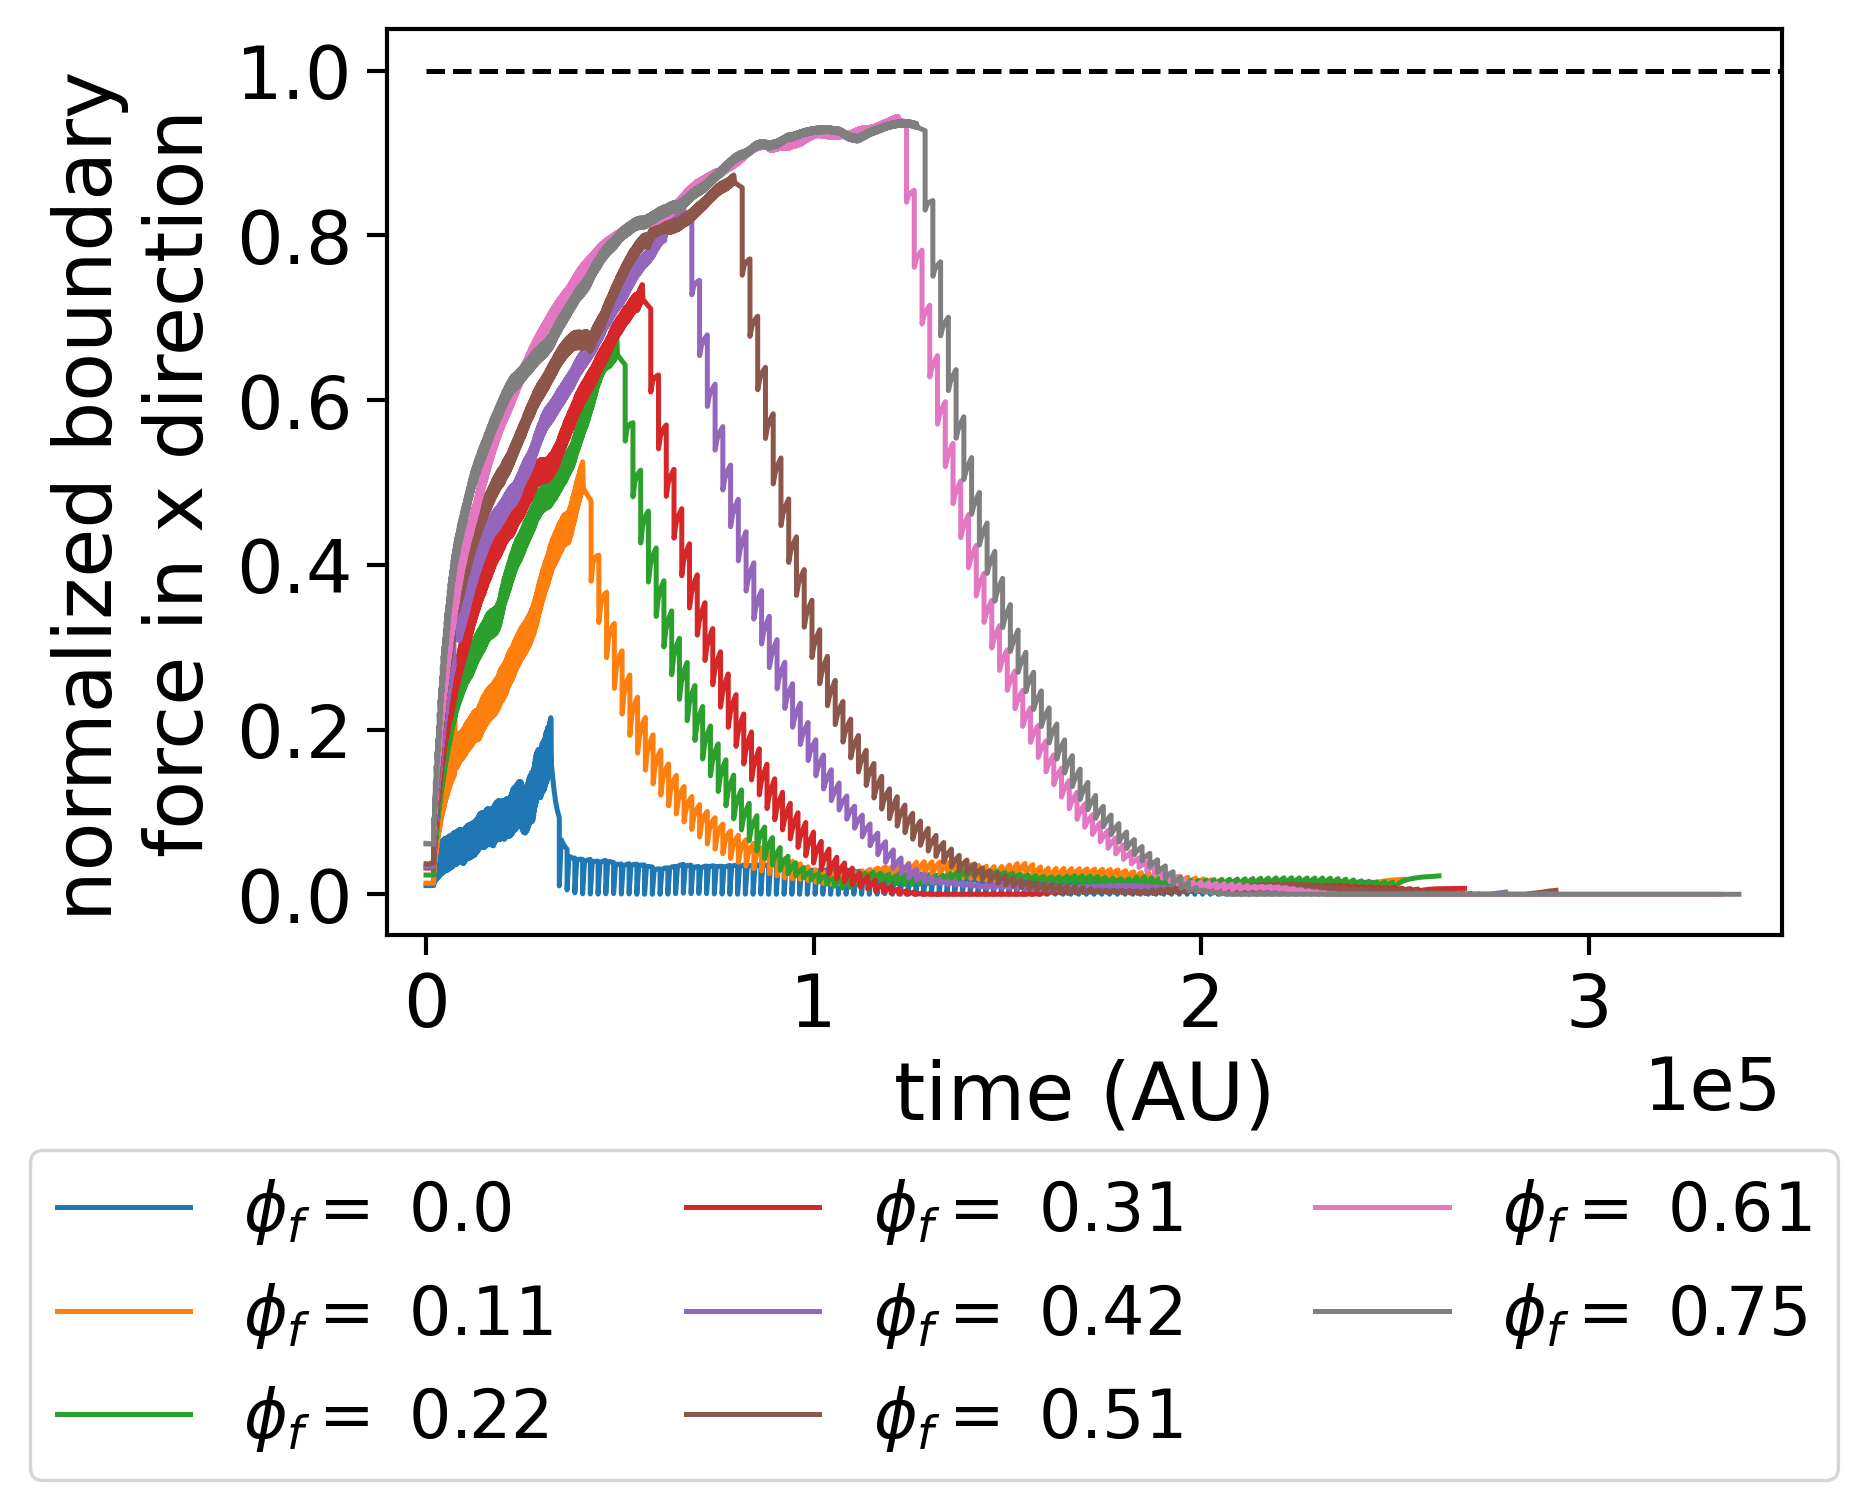 normalized boundary
force in x direction
1.0
0.8
0.6
0.4
0.2
0.0
0 1 2 3
time (AU)
1e5
ϕ_f = 0.0
ϕ_f = 0.11
ϕ_f = 0.22
ϕ_f = 0.31
ϕ_f = 0.42
ϕ_f = 0.51
ϕ_f = 0.61
ϕ_f = 0.75